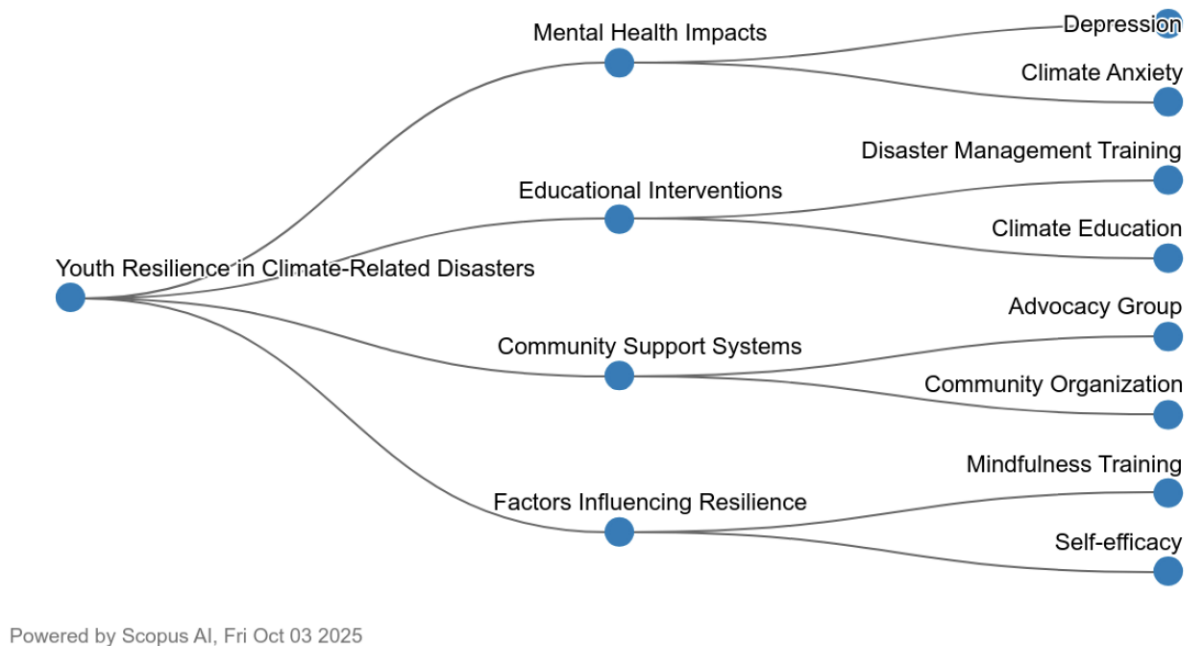 Mental Health Impacts
Depression
Climate Anxiety
Disaster Management Training
Educational Interventions
Climate Education
Youth Resilience in Climate-Related Disasters
Advocacy Group
Community Support Systems
Community Organization
Mindfulness Training
Factors Influencing Resilience
Self-efficacy
Powered by Scopus AI, Fri Oct 03 2025